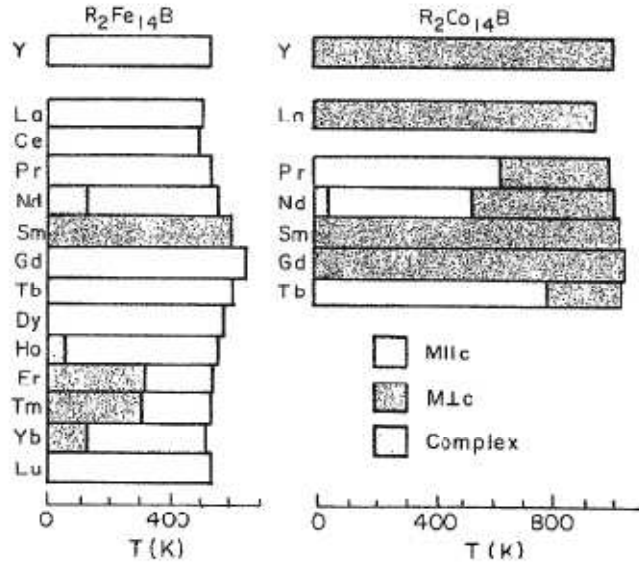 R₂Fe₁₄B
Y
La
Ce
Pr
Nd
Sm
Gd
Tb
Dy
Ho
Er
Tm
Yb
Lu
0 400
T (K)
R₂Co₁₄B
Y
Ln
Pr
Nd
Sm
Gd
Tb
M||c
M⊥c
Complex
0 400 800
T (K)